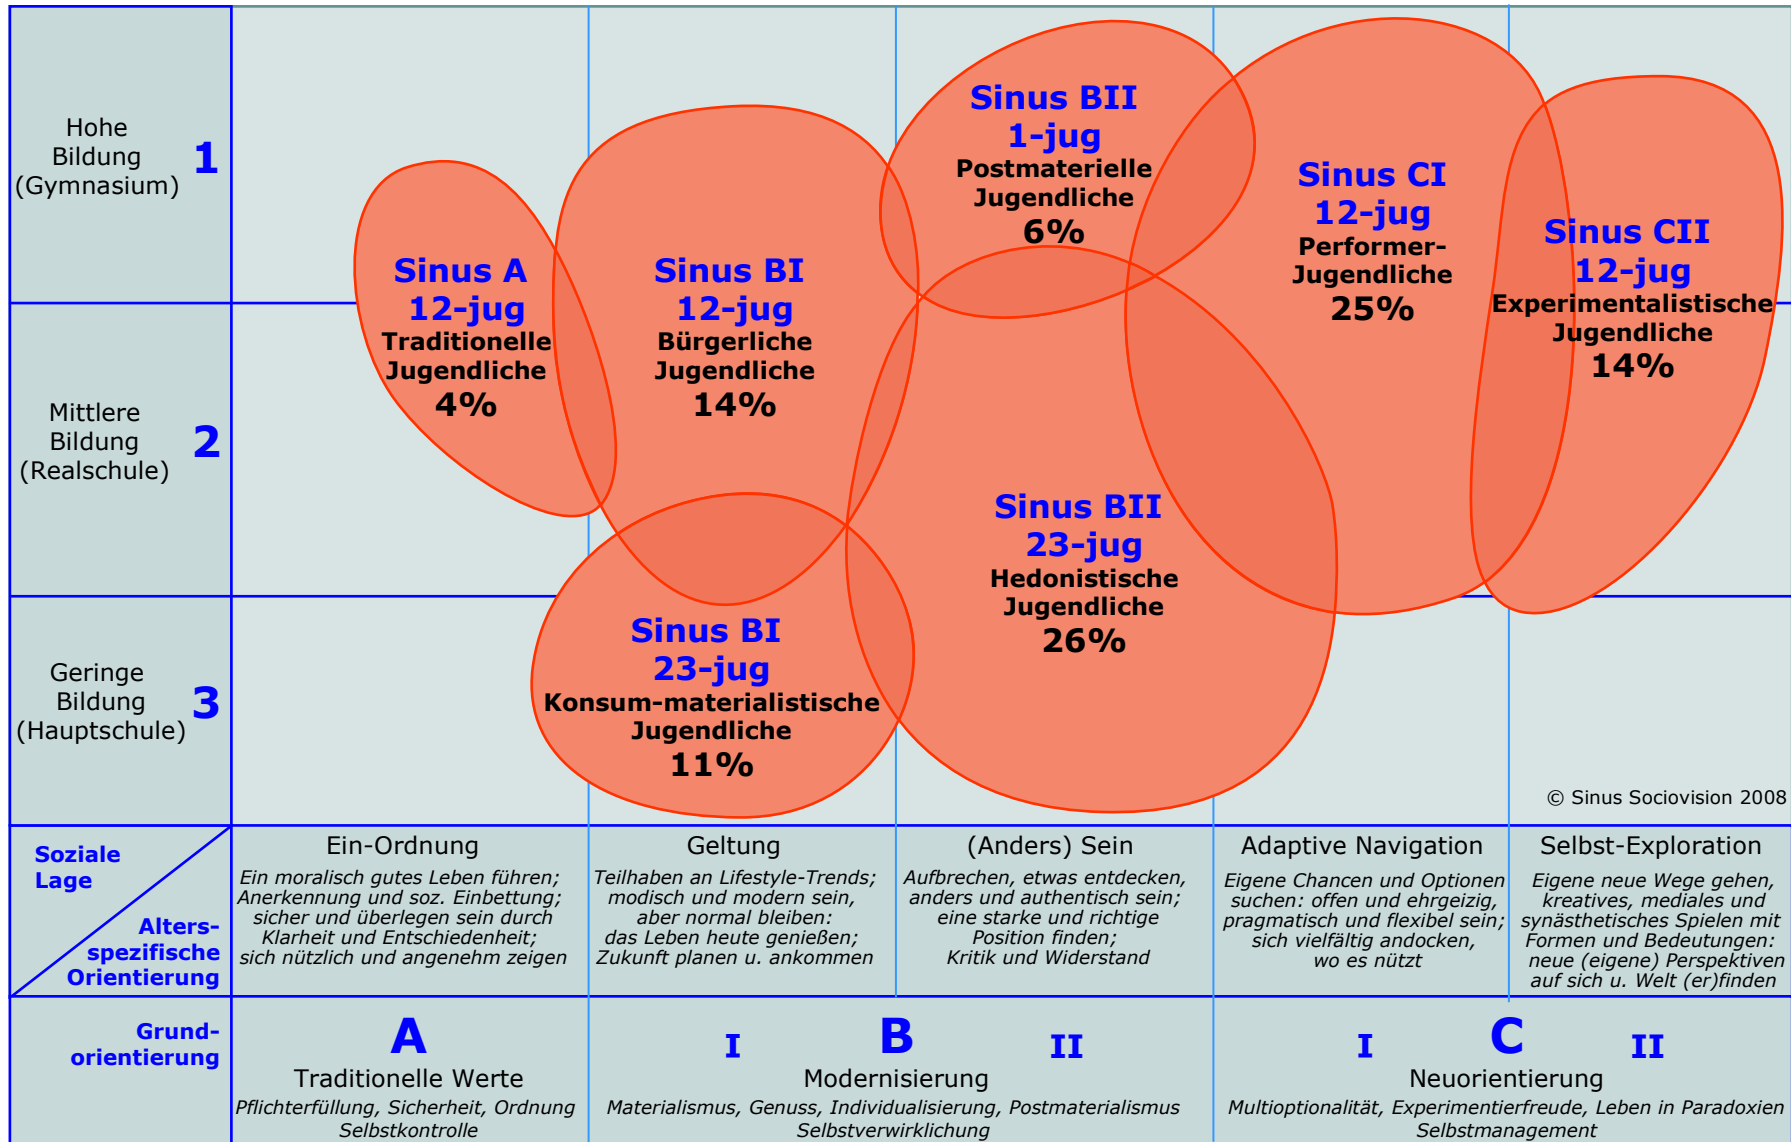 Hohe
Bildung
(Gymnasium)
1
Mittlere
Bildung
(Realschule)
2
Geringe
Bildung
(Hauptschule)
3
Sinus A
12-jug
Traditionelle
Jugendliche
4%
Sinus BI
12-jug
Bürgerliche
Jugendliche
14%
Sinus BII
1-jug
Postmaterielle
Jugendliche
6%
Sinus CI
12-jug
Performer-
Jugendliche
25%
Sinus CII
12-jug
Experimentalistische
Jugendliche
14%
Sinus BI
23-jug
Konsum-materialistische
Jugendliche
11%
Sinus BII
23-jug
Hedonistische
Jugendliche
26%
© Sinus Sociovision 2008
Soziale
Lage
Alters-
spezifische
Orientierung
Ein-Ordnung
Ein moralisch gutes Leben führen;
Anerkennung und soz. Einbettung;
sicher und überlegen sein durch
Klarheit und Entschiedenheit;
sich nützlich und angenehm zeigen
Geltung
Teilhaben an Lifestyle-Trends;
modisch und modern sein,
aber normal bleiben:
das Leben heute genießen;
Zukunft planen u. ankommen
(Anders) Sein
Aufbrechen, etwas entdecken,
anders und authentisch sein;
eine starke und richtige
Position finden;
Kritik und Widerstand
Adaptive Navigation
Eigene Chancen und Optionen
suchen: offen und ehrgeizig,
pragmatisch und flexibel sein;
sich vielfältig andocken,
wo es nützt
Selbst-Exploration
Eigene neue Wege gehen,
kreatives, mediales und
synästhetisches Spielen mit
Formen und Bedeutungen:
neue (eigene) Perspektiven
auf sich u. Welt (er)finden
Grund-
orientierung
A
Traditionelle Werte
Pflichterfüllung, Sicherheit, Ordnung
Selbstkontrolle
I B II
Modernisierung
Materialismus, Genuss, Individualisierung, Postmaterialismus
Selbstverwirklichung
I C II
Neuorientierung
Multioptionalität, Experimentierfreude, Leben in Paradoxien
Selbstmanagement